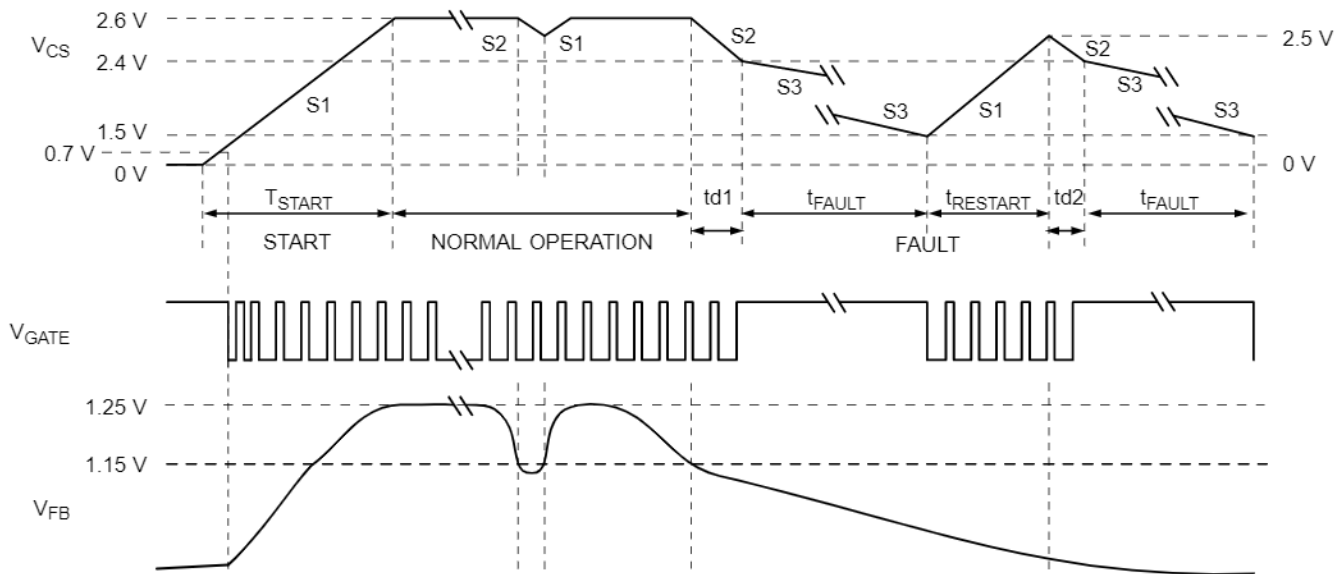 2.6 V
V_CS
S2 S1 S2 2.5 V S2
2.4 V
S3 S3
S1 S3 S1 S3
1.5 V
0.7 V
0 V 0 V
T_START td1 t_FAULT t_RESTART td2 t_FAULT
START NORMAL OPERATION FAULT
V_GATE
1.25 V
1.15 V
V_FB